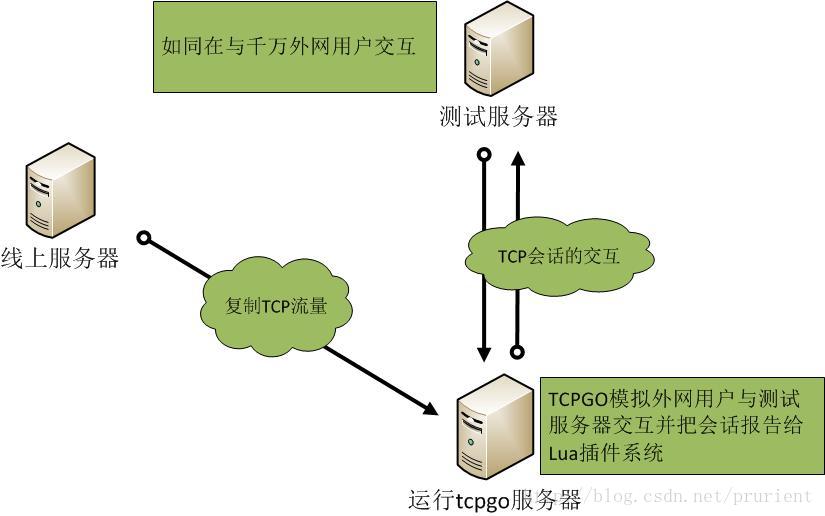 如同在与千万外网用户交互
测试服务器
线上服务器
TCP会话的交互
复制TCP流量
TCPGO模拟外网用户与测试
服务器交互并把会话报告给
Lua插件系统
运行tcpgo服务器
http://blog.csdn.net/prurient